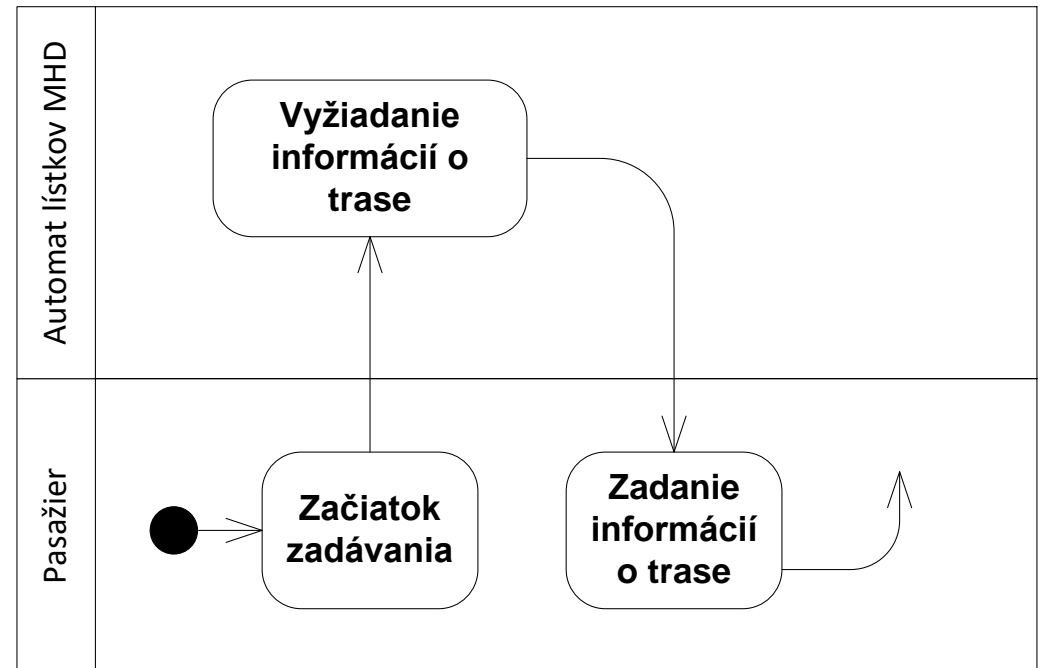 Automat lístkov MHD
Vyžiadanie
informácií o
trase
Pasažier
Začiatok
zadávania
Zadanie
informácií
o trase